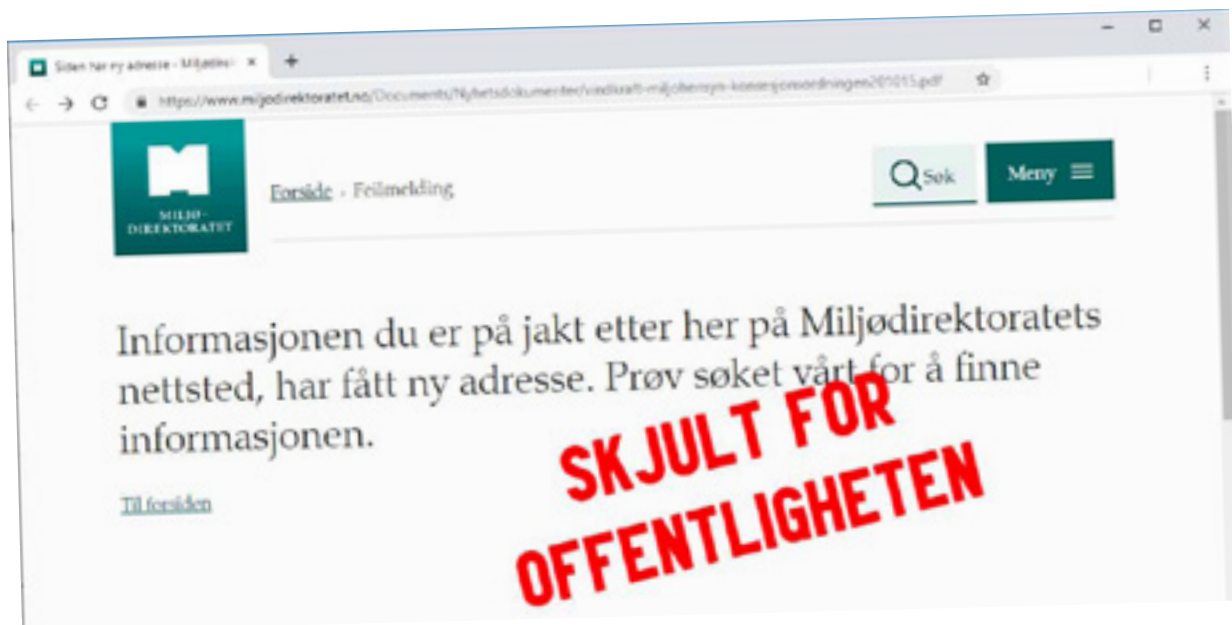 Siden har ny adresse - Miljødirek
https://www.miljodirektoratet.no/Documents/Nyhetsdokumenter/vindkraft-miljohensyn-konsesjonsordningen201015.pdf
MILJØ-
DIREKTORATET
Forside › Feilmelding
Søk
Meny
Informasjonen du er på jakt etter her på Miljødirektoratets
nettsted, har fått ny adresse. Prøv søket vårt for å finne
informasjonen.
Til forsiden
SKJULT FOR
OFFENTLIGHETEN